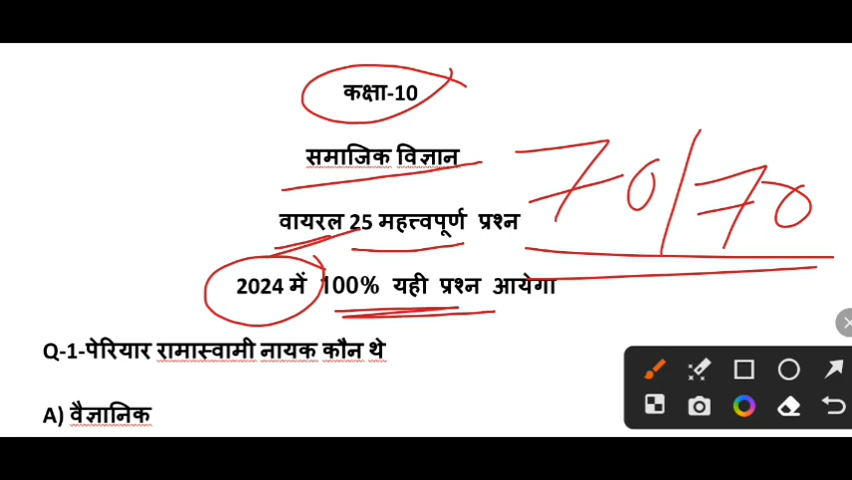 कक्षा-10
समाजिक विज्ञान
70/70
वायरल 25 महत्त्वपूर्ण प्रश्न
2024 में 100% यही प्रश्न आयेगा
Q-1-पेरियार रामास्वामी नायक कौन थे
A) वैज्ञानिक